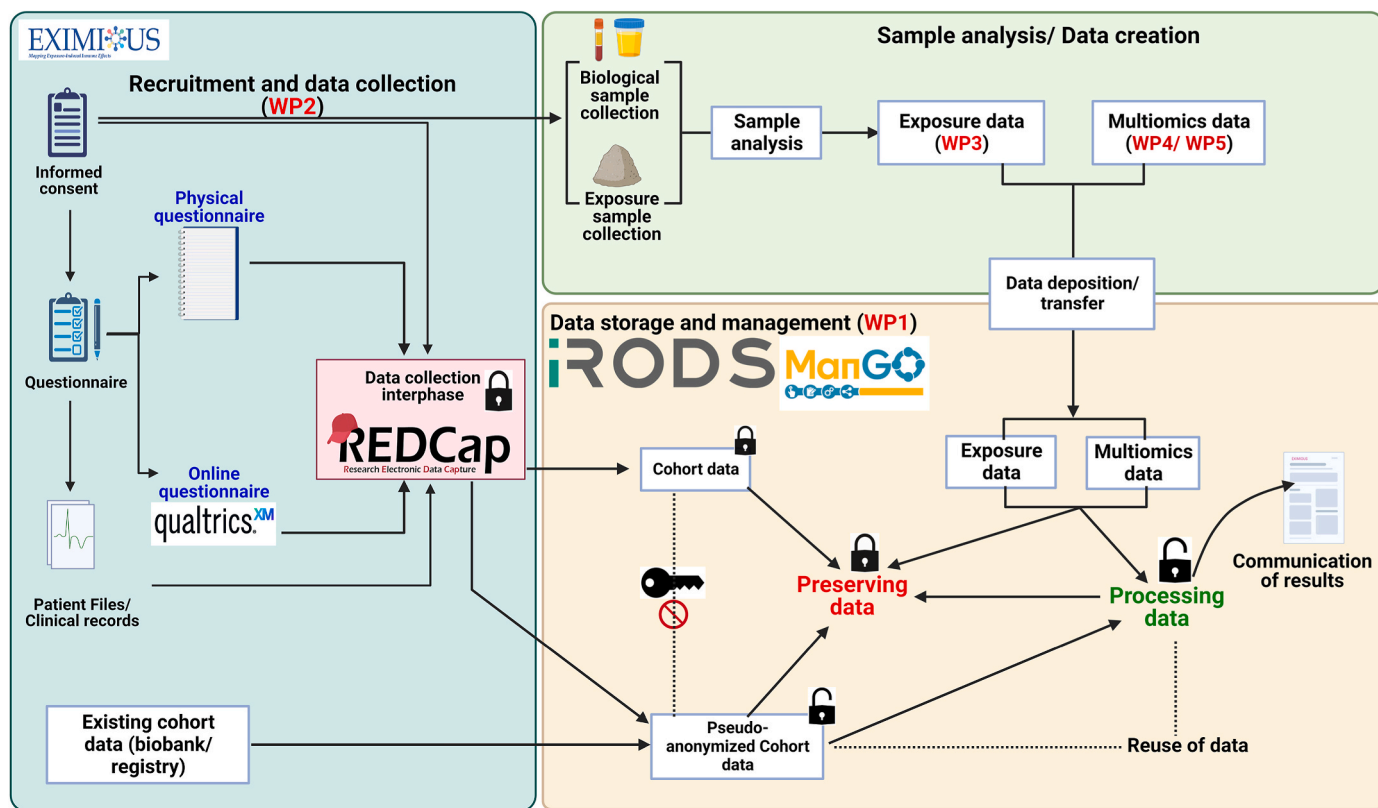 EXIMIOUS
Mapping Exposure-Induced Immune Effects
Recruitment and data collection
(WP2)
Informed
consent
Physical
questionnaire
Questionnaire
Data collection
interphase
REDCap
Research Electronic Data Capture
Online
questionnaire
qualtrics.XM
Patient Files/
Clinical records
Existing cohort
data (biobank/
registry)
Sample analysis/ Data creation
Biological
sample
collection
Exposure
sample
collection
Sample
analysis
Exposure data
(WP3)
Multiomics data
(WP4/ WP5)
Data deposition/
transfer
Data storage and management (WP1)
iRODS
ManGO
Cohort data
Exposure
data
Multiomics
data
Preserving
data
Processing
data
Communication
of results
Pseudo-
anonymized Cohort
data
Reuse of data